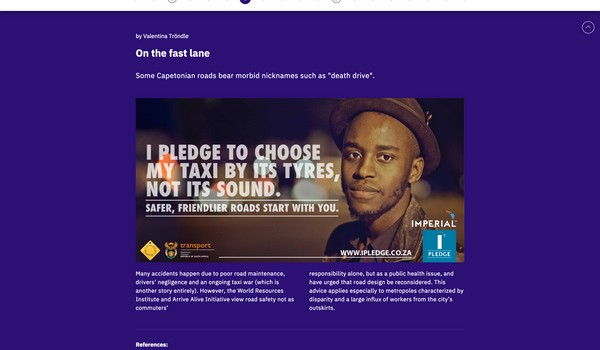 by Valentina Tröndle
On the fast lane
Some Capetonian roads bear morbid nicknames such as "death drive".
I PLEDGE TO CHOOSE
MY TAXI BY ITS TYRES,
NOT ITS SOUND.
SAFER, FRIENDLIER ROADS START WITH YOU.
IMPERIAL
I
PLEDGE
transport
WWW.IPLEDGE.CO.ZA
Many accidents happen due to poor road maintenance,
drivers' negligence and an ongoing taxi war (which is
another story entirely). However, the World Resources
Institute and Arrive Alive Initiative view road safety not as
commuters'
responsibility alone, but as a public health issue, and
have urged that road design be reconsidered. This
advice applies especially to metropoles characterized by
disparity and a large influx of workers from the city's
outskirts.
References: